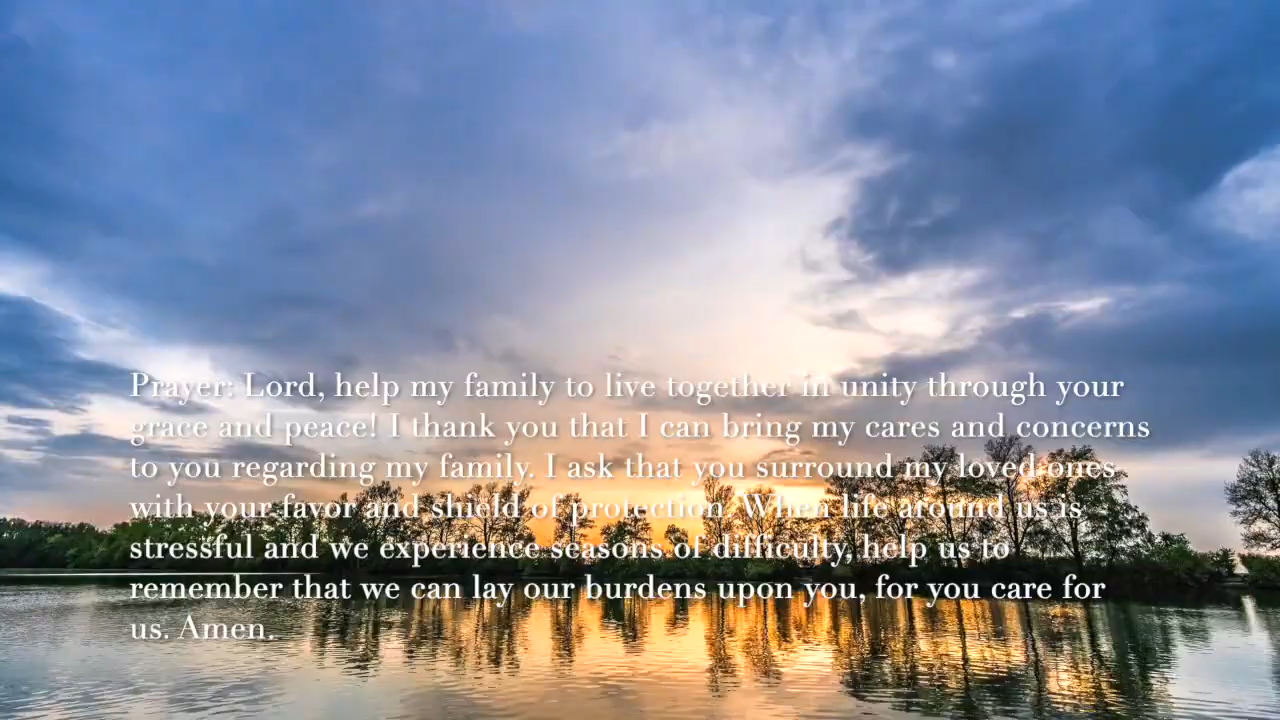 Prayer: Lord, help my family to live together in unity through your
grace and peace! I thank you that I can bring my cares and concerns
to you regarding my family. I ask that you surround my loved ones
with your favor and shield of protection. When life around us is
stressful and we experience seasons of difficulty, help us to
remember that we can lay our burdens upon you, for you care for
us. Amen.